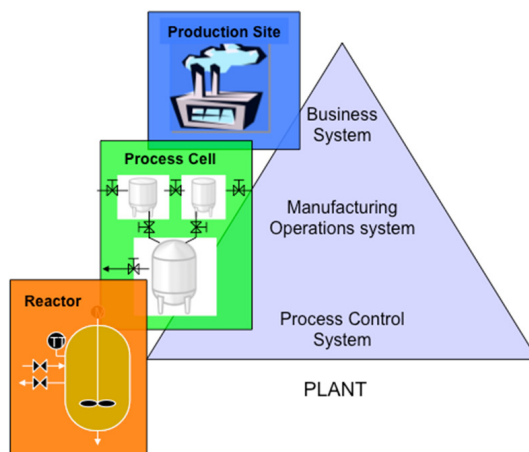 Production Site
Business
System
Process Cell
Manufacturing
Operations system
Reactor
Process Control
System
PLANT